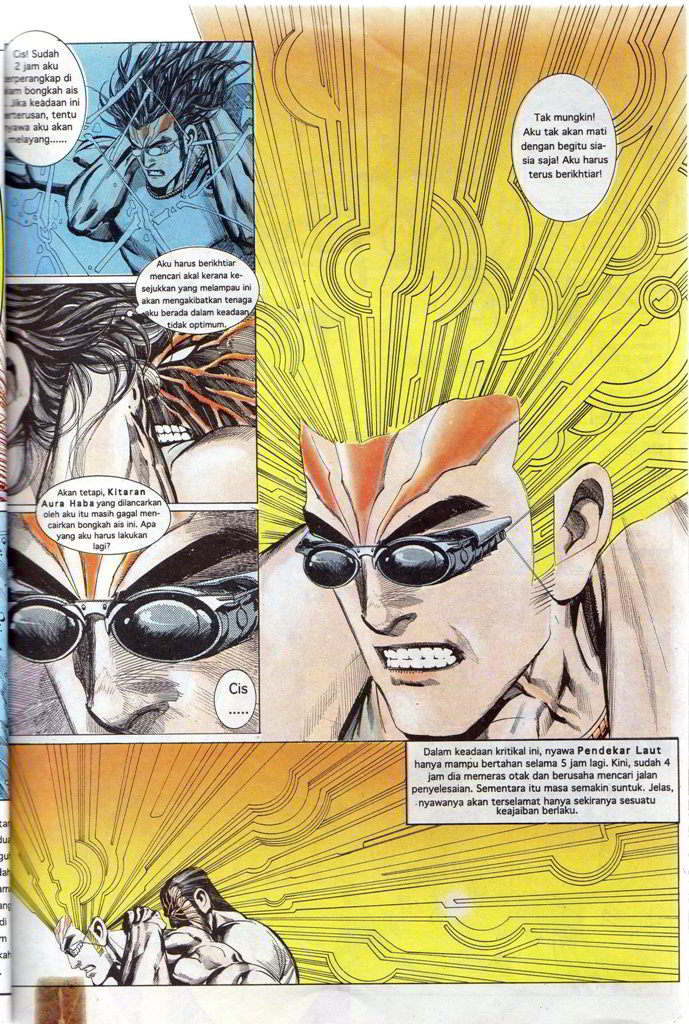 Cis! Sudah
2 jam aku
terperangkap di
bongkah ais
Jika keadaan ini
berterusan, tentu
nyawa aku akan
melayang......
Tak mungkin!
Aku tak akan mati
dengan begitu sia-
sia saja! Aku harus
terus berikhtiar!
Aku harus berikhtiar
mencari akal kerana ke-
sejukkan yang melampau ini
akan mengakibatkan tenaga
aku berada dalam keadaan
tidak optimum.
Akan tetapi, Kitaran
Aura Haba yang dilancarkan
oleh aku itu masih gagal men-
cairkan bongkah ais ini. Apa
yang aku harus lakukan
lagi?
Cis
.....
Dalam keadaan kritikal ini, nyawa Pendekar Laut
hanya mampu bertahan selama 5 jam lagi. Kini, sudah 4
jam dia memeras otak dan berusaha mencari jalan
penyelesaian. Sementara itu masa semakin suntuk. Jelas,
nyawanya akan terselamat hanya sekiranya sesuatu
keajaiban berlaku.